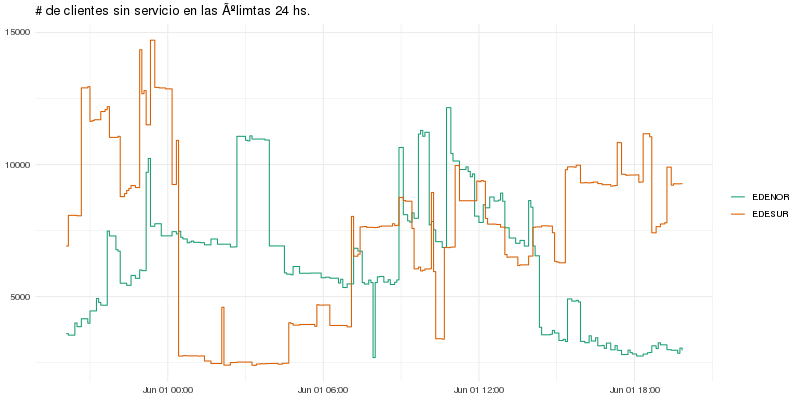 # de clientes sin servicio en las Ãºlimtas 24 hs.
15000
10000
5000
Jun 01 00:00
Jun 01 06:00
Jun 01 12:00
Jun 01 18:00
EDENOR
EDESUR